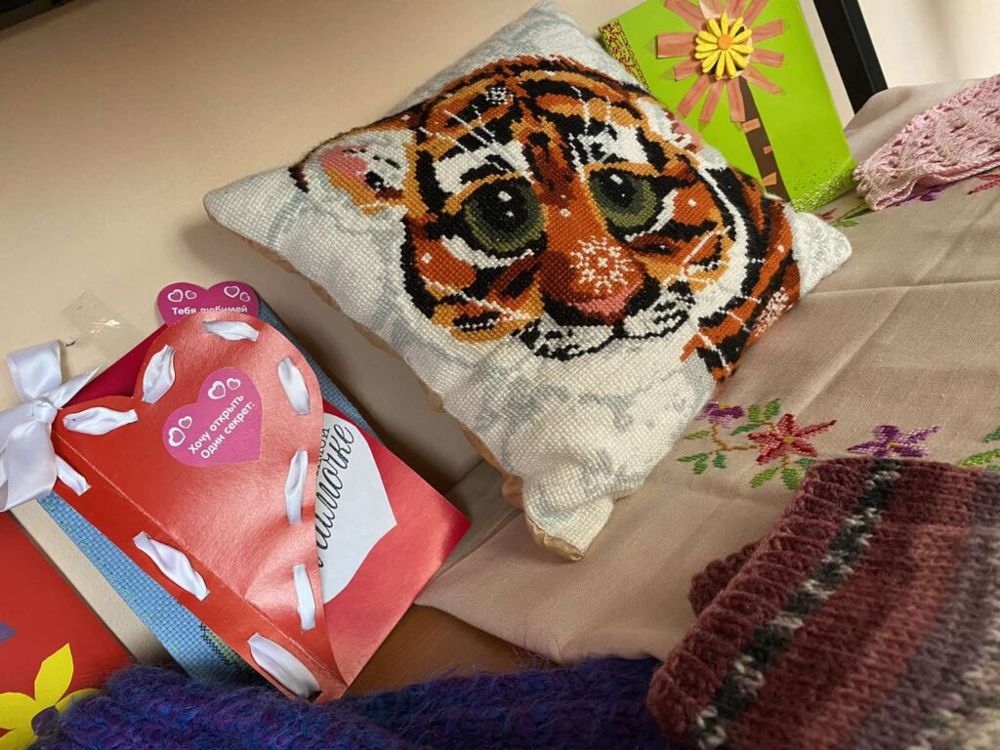 Тебя любимей
Хочу открыть
Один секрет:
мамочке